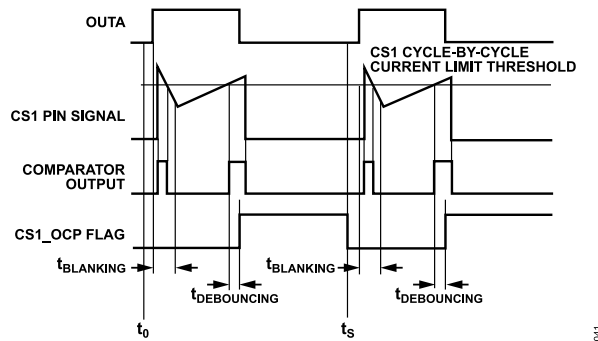 OUTA
CS1 CYCLE-BY-CYCLE
CURRENT LIMIT THRESHOLD
CS1 PIN SIGNAL
COMPARATOR
OUTPUT
CS1_OCP FLAG
tBLANKING
tBLANKING
tDEBOUNCING
tDEBOUNCING
t0
tS
041